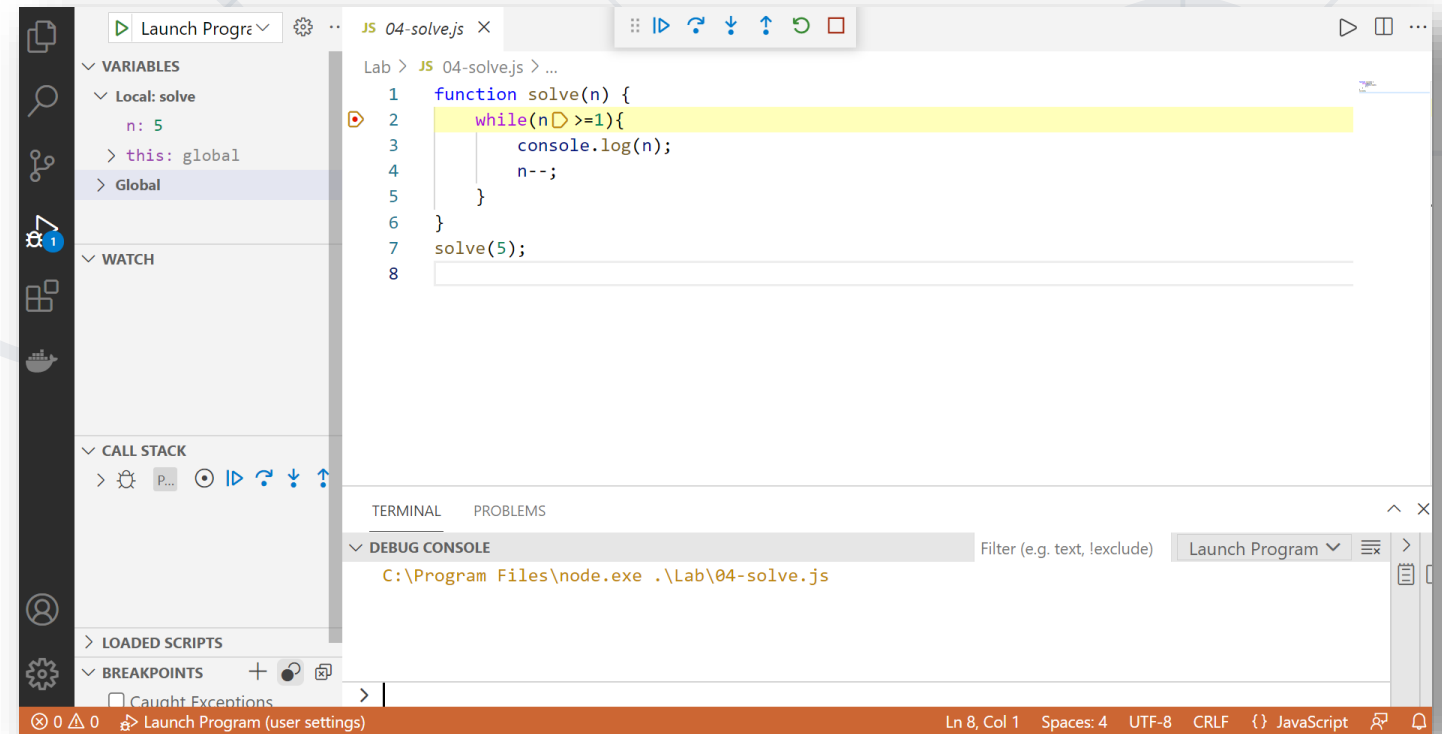 Launch Progra
VARIABLES
Local: solve
n: 5
this: global
Global
1
WATCH
CALL STACK
P...
LOADED SCRIPTS
BREAKPOINTS
Caught Exceptions
JS 04-solve.js
Lab > JS 04-solve.js > ...
1 function solve(n) {
2 while(n >=1){
3 console.log(n);
4 n--;
5 }
6 }
7 solve(5);
8
TERMINAL PROBLEMS
DEBUG CONSOLE Filter (e.g. text, !exclude) Launch Program
C:\Program Files\node.exe .\Lab\04-solve.js
>
0 0 Launch Program (user settings) Ln 8, Col 1 Spaces: 4 UTF-8 CRLF {} JavaScript